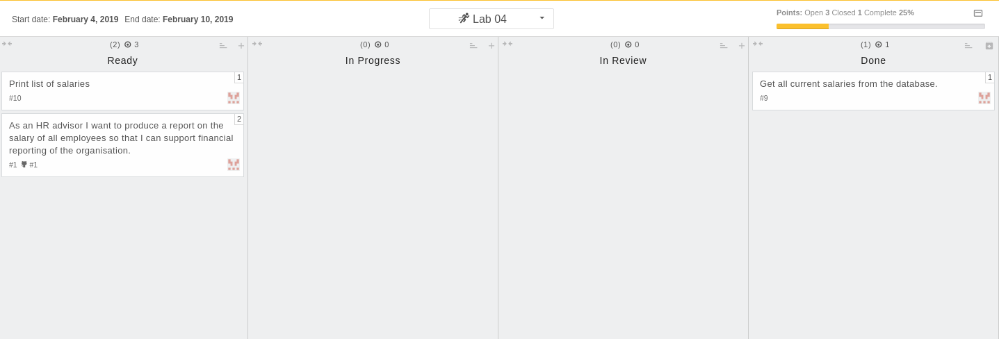 Start date: February 4, 2019 End date: February 10, 2019
Lab 04
Points: Open 3 Closed 1 Complete 25%
(2) 3
Ready
1
Print list of salaries
#10
2
As an HR advisor I want to produce a report on the
salary of all employees so that I can support financial
reporting of the organisation.
#1 #1
(0) 0
In Progress
(0) 0
In Review
(1) 1
Done
1
Get all current salaries from the database.
#9